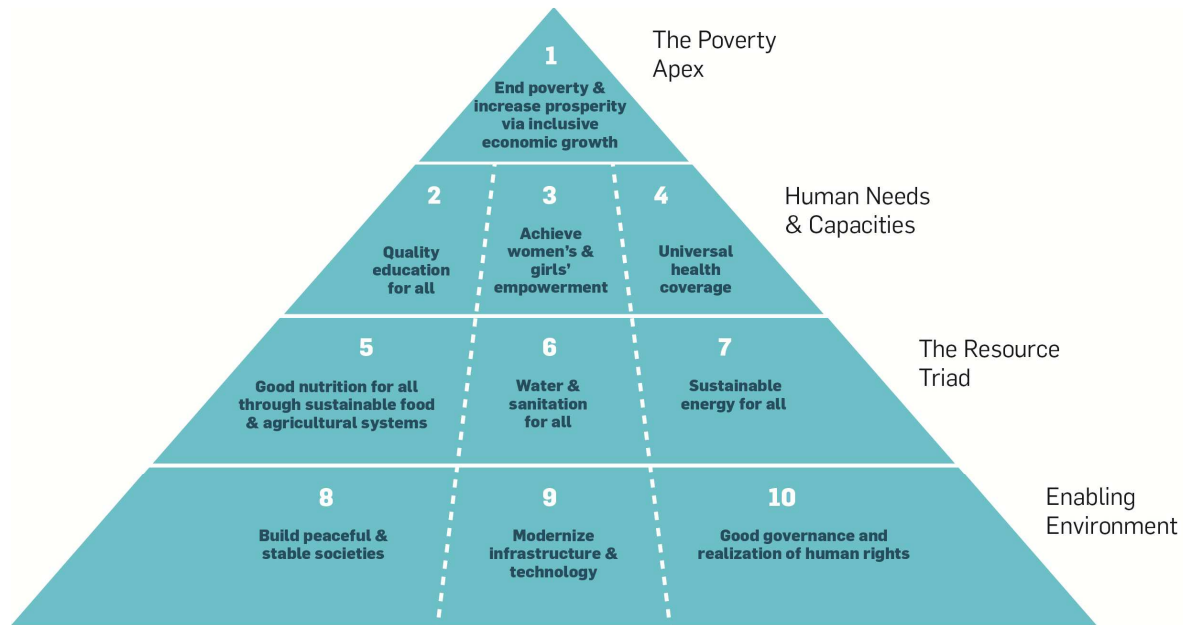 The Poverty
Apex
1
End poverty &
increase prosperity
via inclusive
economic growth
Human Needs
& Capacities
2
Quality
education
for all
3
Achieve
women’s &
girls’
empowerment
4
Universal
health
coverage
The Resource
Triad
5
Good nutrition for all
through sustainable food
& agricultural systems
6
Water &
sanitation
for all
7
Sustainable
energy for all
Enabling
Environment
8
Build peaceful &
stable societies
9
Modernize
infrastructure &
technology
10
Good governance and
realization of human rights